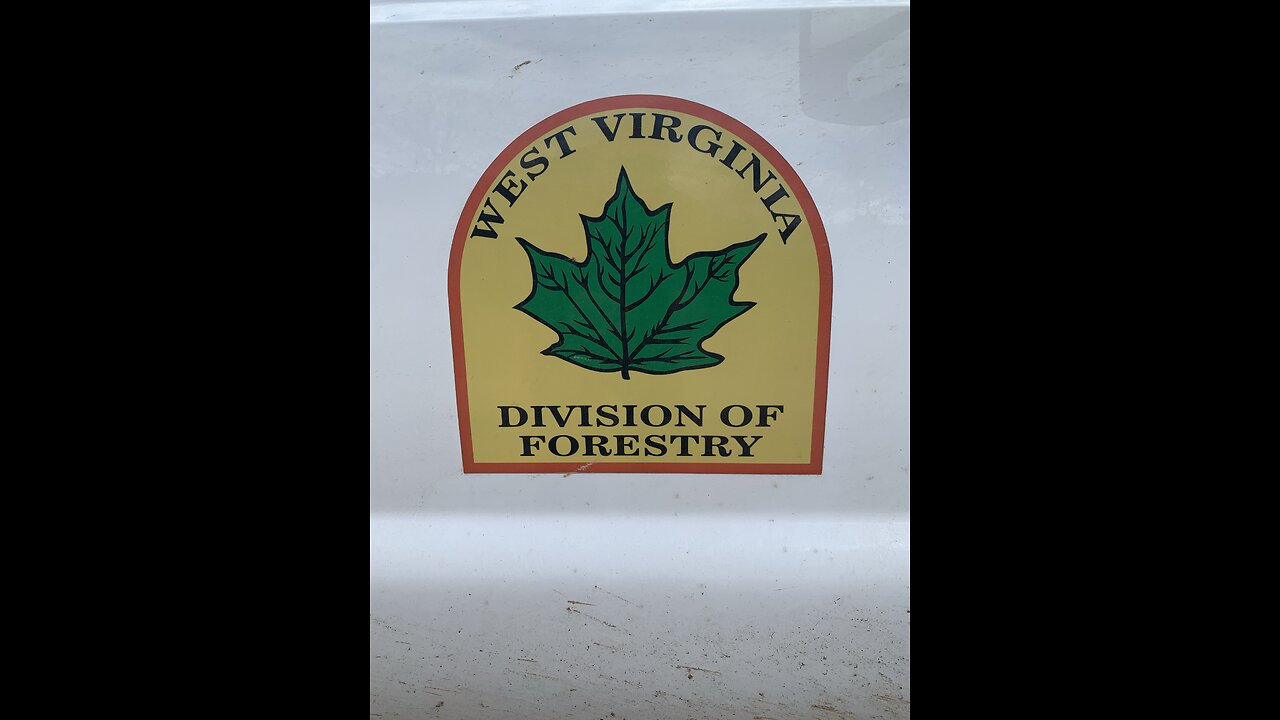 WEST VIRGINIA
DIVISION OF
FORESTRY